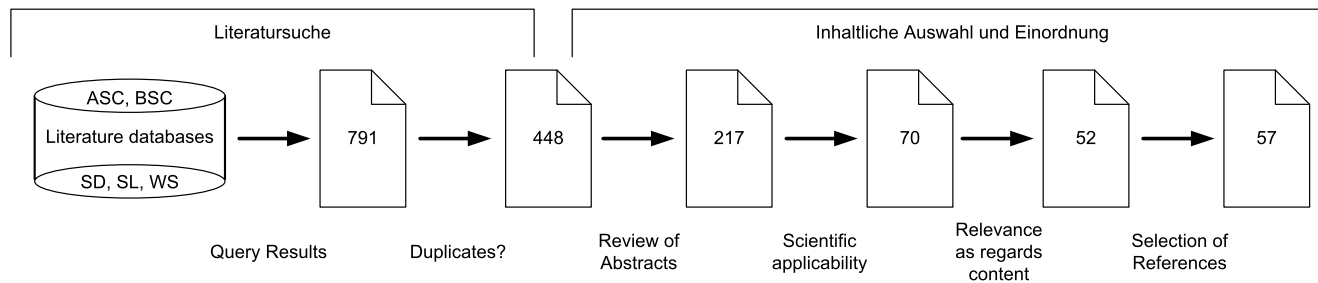 Literatursuche
Inhaltliche Auswahl und Einordnung
ASC, BSC
Literature databases
SD, SL, WS
791
448
217
70
52
57
Query Results
Duplicates?
Review of
Abstracts
Scientific
applicability
Relevance
as regards
content
Selection of
References